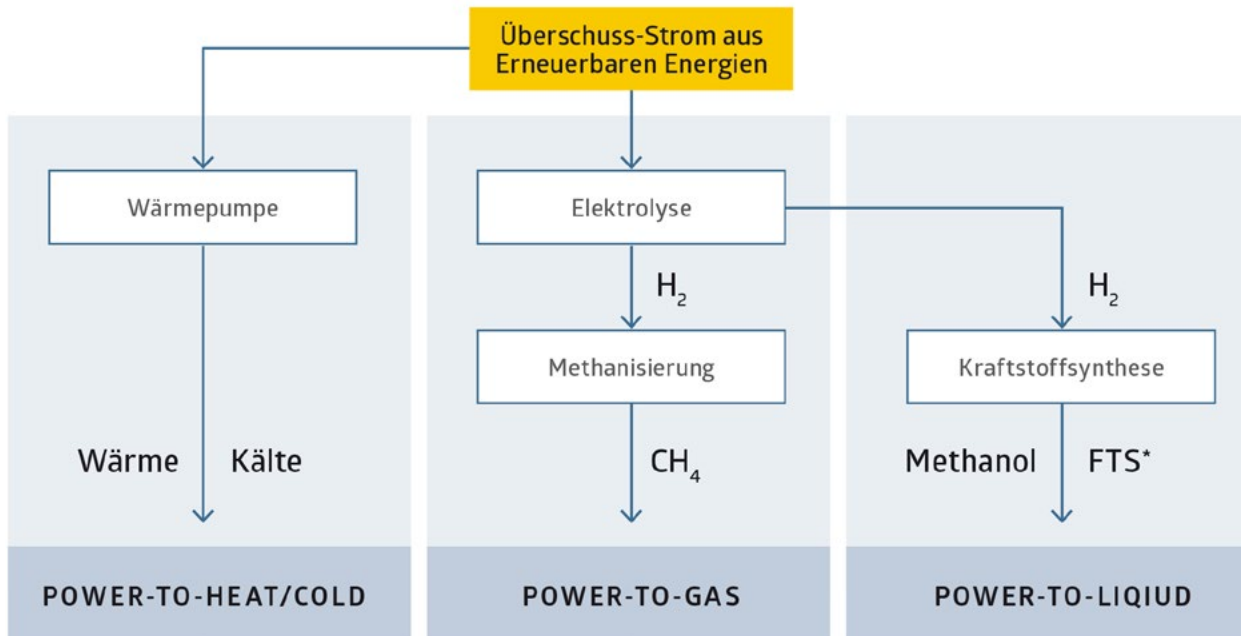 Überschuss-Strom aus
Erneuerbaren Energien
Wärmepumpe
Elektrolyse
H₂
H₂
Methanisierung
Kraftstoffsynthese
Wärme Kälte
CH₄
Methanol FTS*
POWER-TO-HEAT/COLD
POWER-TO-GAS
POWER-TO-LIQIUD